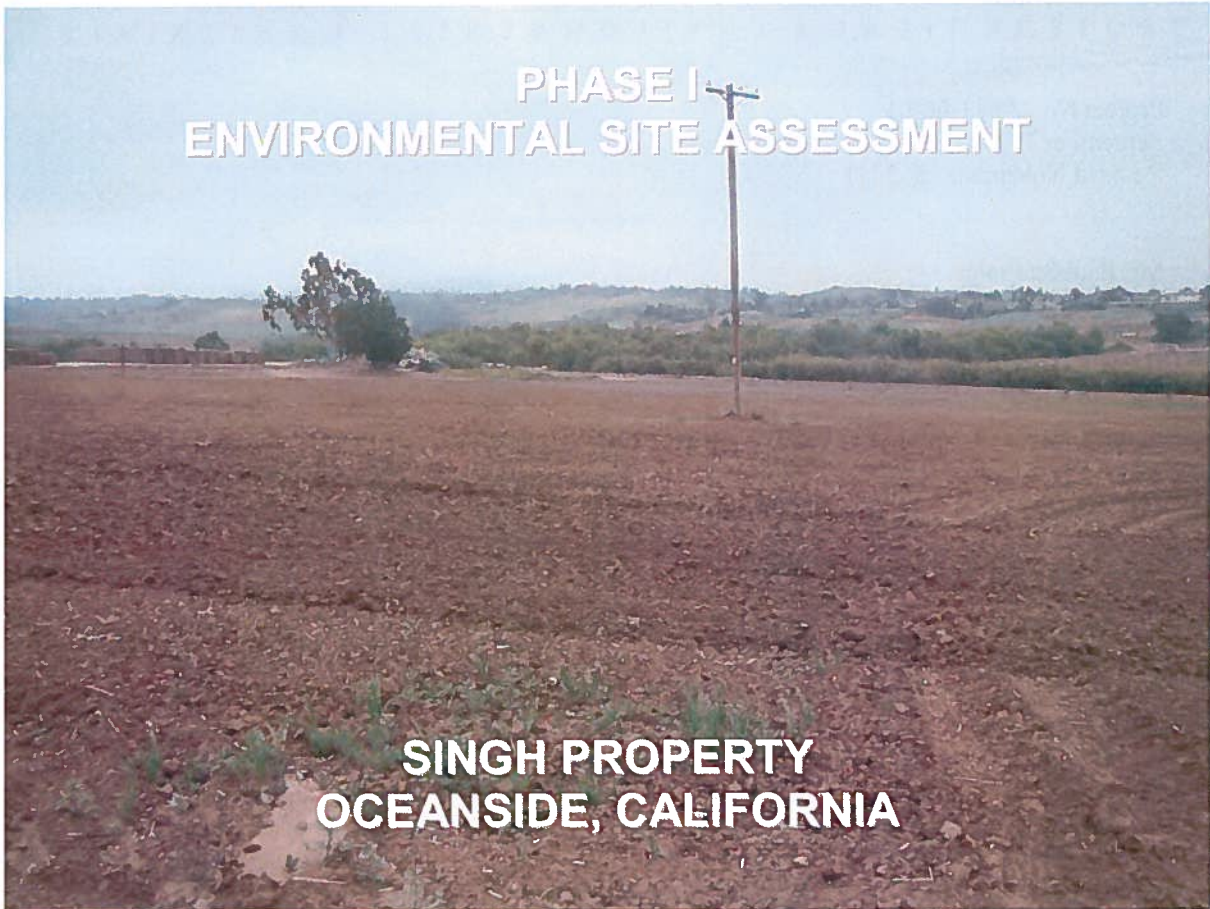 PHASE I
ENVIRONMENTAL SITE ASSESSMENT
SINGH PROPERTY
OCEANSIDE, CALIFORNIA